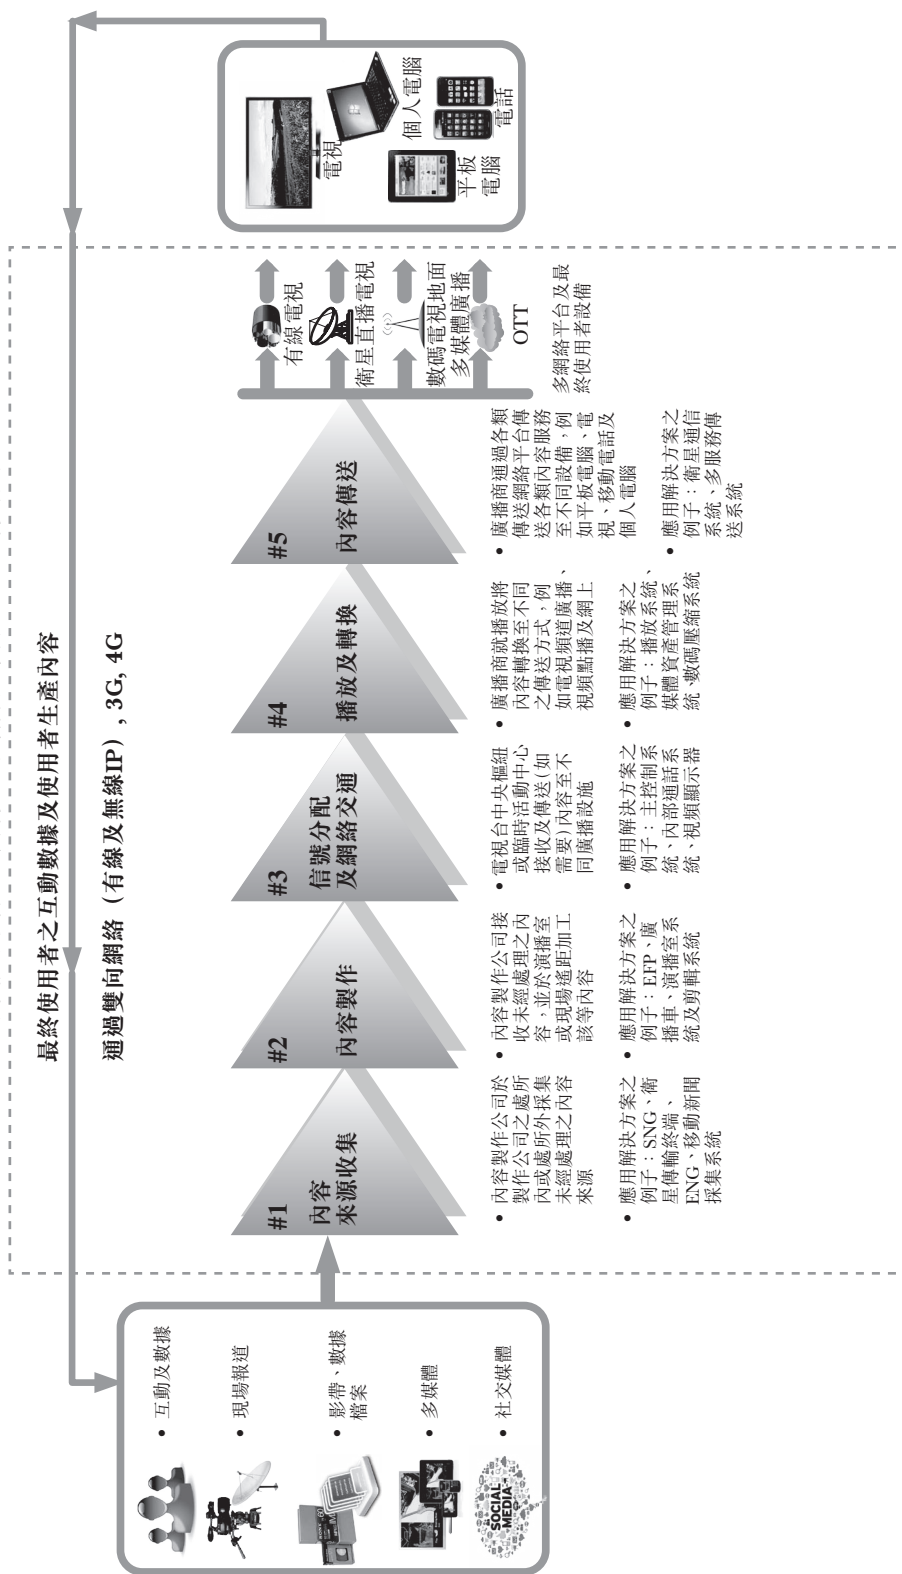 最終使用者之互動數據及使用者生產內容
通過雙向網絡（有線及無線IP）, 3G, 4G
• 互動及數據
• 現場報道
• 影帶、數據
檔案
• 多媒體
• 社交媒體
SOCIAL
MEDIA
#1
內容
來源收集
• 內容製作公司於
製作公司之處所
內或處所外採集
未經處理之內容
來源
• 應用解決方案之
例子：SNG、衛
星傳輸終端、
ENG、移動新聞
採集系統
#2
內容製作
• 內容製作公司接
收未經處理之內
容，並於演播室
或現場遙距加工
該等內容
• 應用解決方案之
例子：EFP、廣
播車、演播室系
統及剪輯系統
#3
信號分配
及網絡交通
• 電視台中央樞紐
或臨時活動中心
接收及傳送(如
需要)內容至不
同廣播設施
• 應用解決方案之
例子：主控制系
統、內部通話系
統、視頻顯示器
#4
播放及轉換
• 廣播商就播放將
內容轉換至不同
之傳送方式，例
如電視頻道廣播、
視頻點播及網上
• 應用解決方案之
例子：播放系統、
媒體資產管理系
統、數碼壓縮系統
#5
內容傳送
• 廣播商通過各類
傳送網絡平台傳
送各類內容服務
至不同設備，例
如平板電腦、電
視、移動電話及
個人電腦
• 應用解決方案之
例子：衛星通信
系統、多服務傳
送系統
有線電視
衛星直播電視
數碼電視地面
多媒體廣播
OTT
多網絡平台及最
終使用者設備
電視
個人電腦
平板
電腦
電話